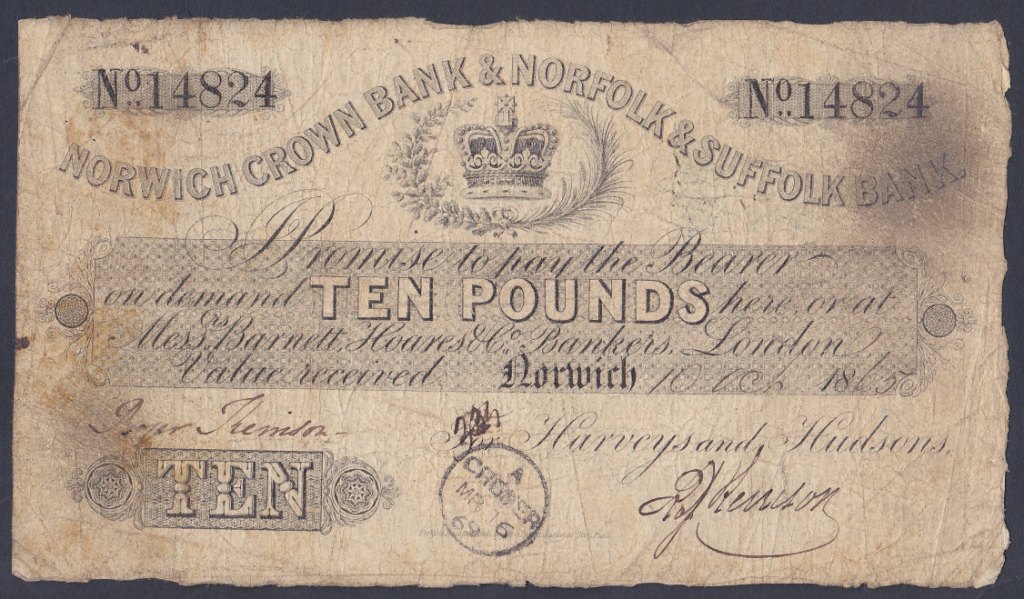 No. 14824
No. 14824
NORWICH CROWN BANK & NORFOLK & SUFFOLK BANK.
I Promise to pay the Bearer
on demand TEN POUNDS here, or at
Messrs. Barnett, Hoares & Co. Bankers, London
Value received Norwich 10 Oct 1865
Harveys and Hudsons.
TEN
A
CROMER
MR 6
69